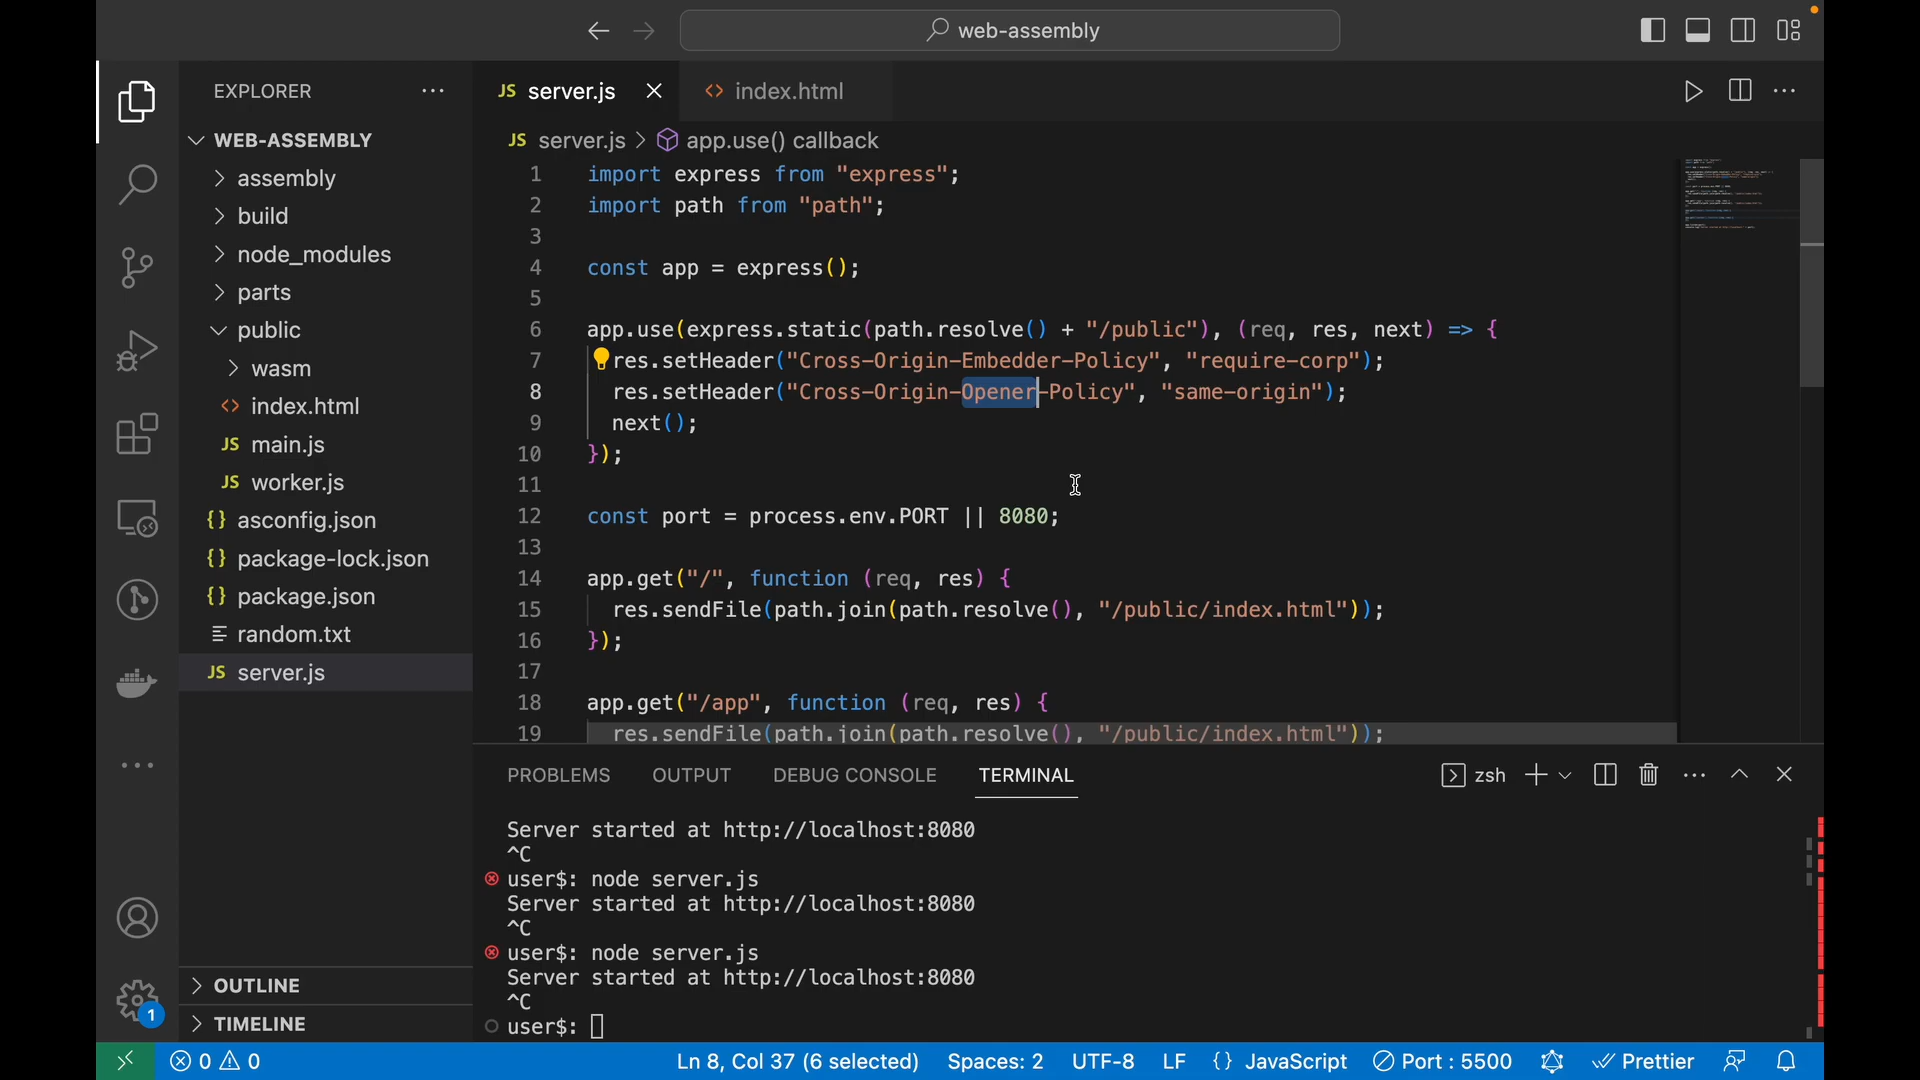 web-assembly
EXPLORER
JS server.js
<> index.html
WEB-ASSEMBLY
JS server.js > app.use() callback
assembly
build
node_modules
parts
public
wasm
<> index.html
JS main.js
JS worker.js
{} asconfig.json
{} package-lock.json
{} package.json
random.txt
JS server.js
OUTLINE
TIMELINE
1
1 import express from "express";
2 import path from "path";
3
4 const app = express();
5
6 app.use(express.static(path.resolve() + "/public"), (req, res, next) => {
7 res.setHeader("Cross-Origin-Embedder-Policy", "require-corp");
8 res.setHeader("Cross-Origin-Opener-Policy", "same-origin");
9 next();
10 });
11
12 const port = process.env.PORT || 8080;
13
14 app.get("/", function (req, res) {
15 res.sendFile(path.join(path.resolve(), "/public/index.html"));
16 });
17
18 app.get("/app", function (req, res) {
19 res.sendFile(path.join(path.resolve(), "/public/index.html"));
PROBLEMS OUTPUT DEBUG CONSOLE TERMINAL
zsh
Server started at http://localhost:8080
^C
user$: node server.js
Server started at http://localhost:8080
^C
user$: node server.js
Server started at http://localhost:8080
^C
user$:
0 0
Ln 8, Col 37 (6 selected) Spaces: 2 UTF-8 LF {} JavaScript Port : 5500 Prettier